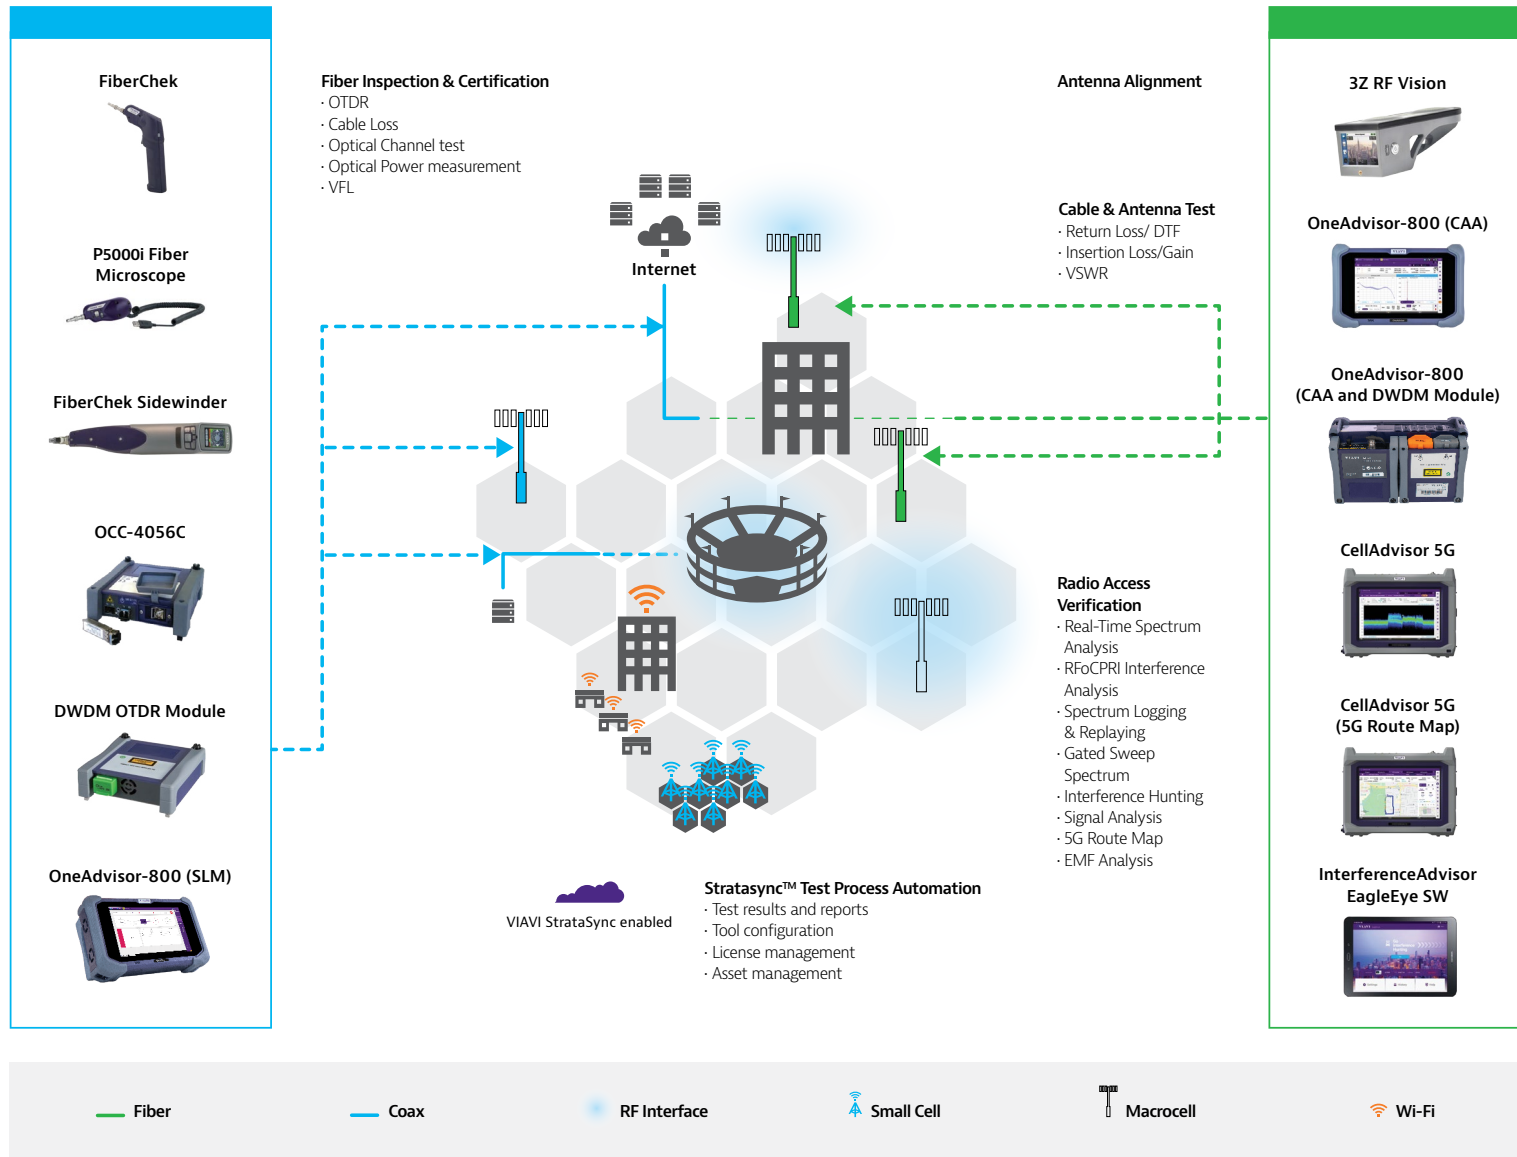 FiberChek
P5000i Fiber
Microscope
FiberChek Sidewinder
OCC-4056C
DWDM OTDR Module
OneAdvisor-800 (SLM)
Fiber Inspection & Certification
· OTDR
· Cable Loss
· Optical Channel test
· Optical Power measurement
· VFL
Internet
Antenna Alignment
Cable & Antenna Test
· Return Loss/ DTF
· Insertion Loss/Gain
· VSWR
Radio Access
Verification
· Real-Time Spectrum
Analysis
· RFoCPRI Interference
Analysis
· Spectrum Logging
& Replaying
· Gated Sweep
Spectrum
· Interference Hunting
· Signal Analysis
· 5G Route Map
· EMF Analysis
VIAVI StrataSync enabled
Stratasync™ Test Process Automation
· Test results and reports
· Tool configuration
· License management
· Asset management
3Z RF Vision
OneAdvisor-800 (CAA)
OneAdvisor-800
(CAA and DWDM Module)
CellAdvisor 5G
CellAdvisor 5G
(5G Route Map)
InterferenceAdvisor
EagleEye SW
Fiber
Coax
RF Interface
Small Cell
Macrocell
Wi-Fi